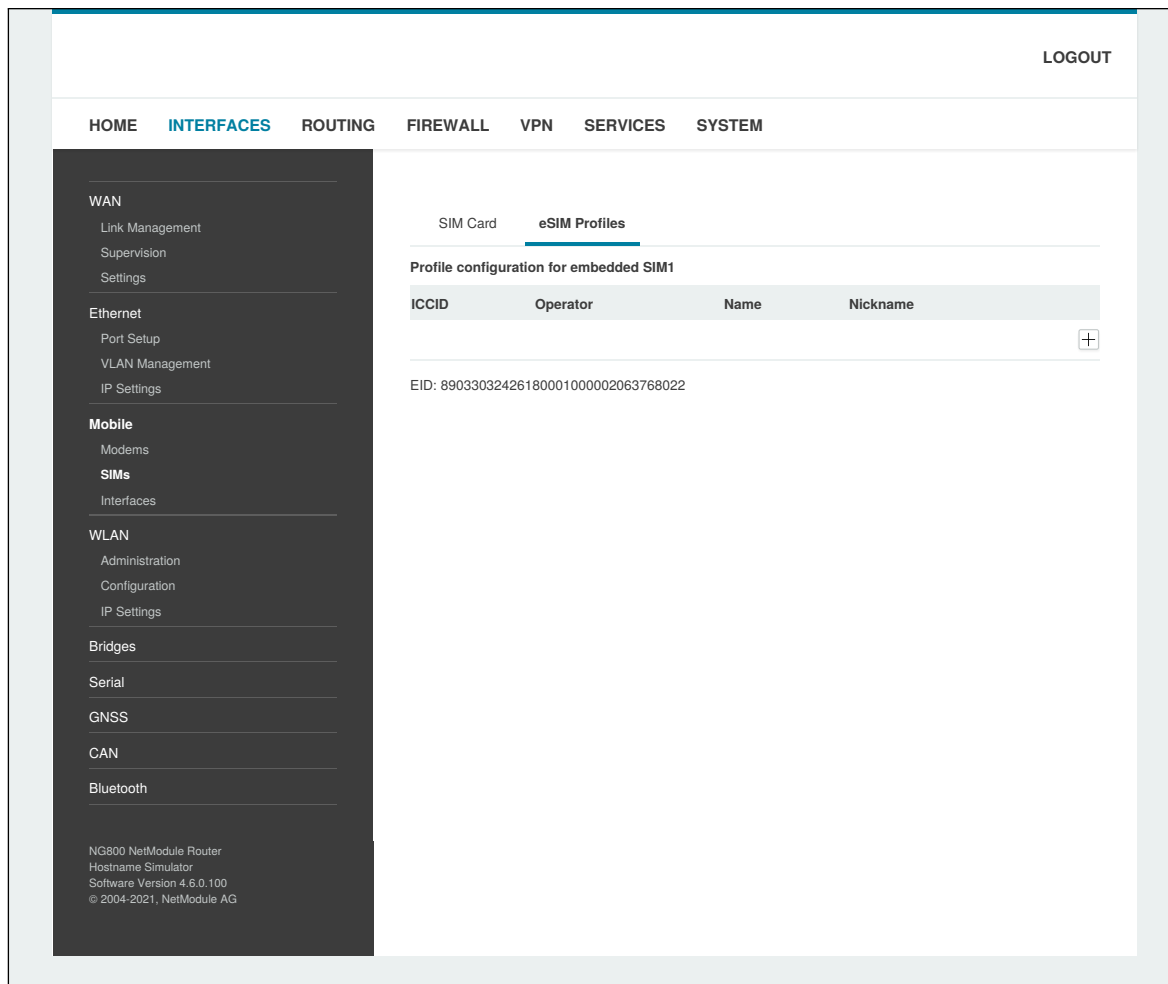 LOGOUT
HOME INTERFACES ROUTING FIREWALL VPN SERVICES SYSTEM
WAN
Link Management
Supervision
Settings
Ethernet
Port Setup
VLAN Management
IP Settings
Mobile
Modems
SIMs
Interfaces
WLAN
Administration
Configuration
IP Settings
Bridges
Serial
GNSS
CAN
Bluetooth
NG800 NetModule Router
Hostname Simulator
Software Version 4.6.0.100
© 2004-2021, NetModule AG
SIM Card eSIM Profiles
Profile configuration for embedded SIM1
ICCID Operator Name Nickname
EID: 89033032426180001000002063768022